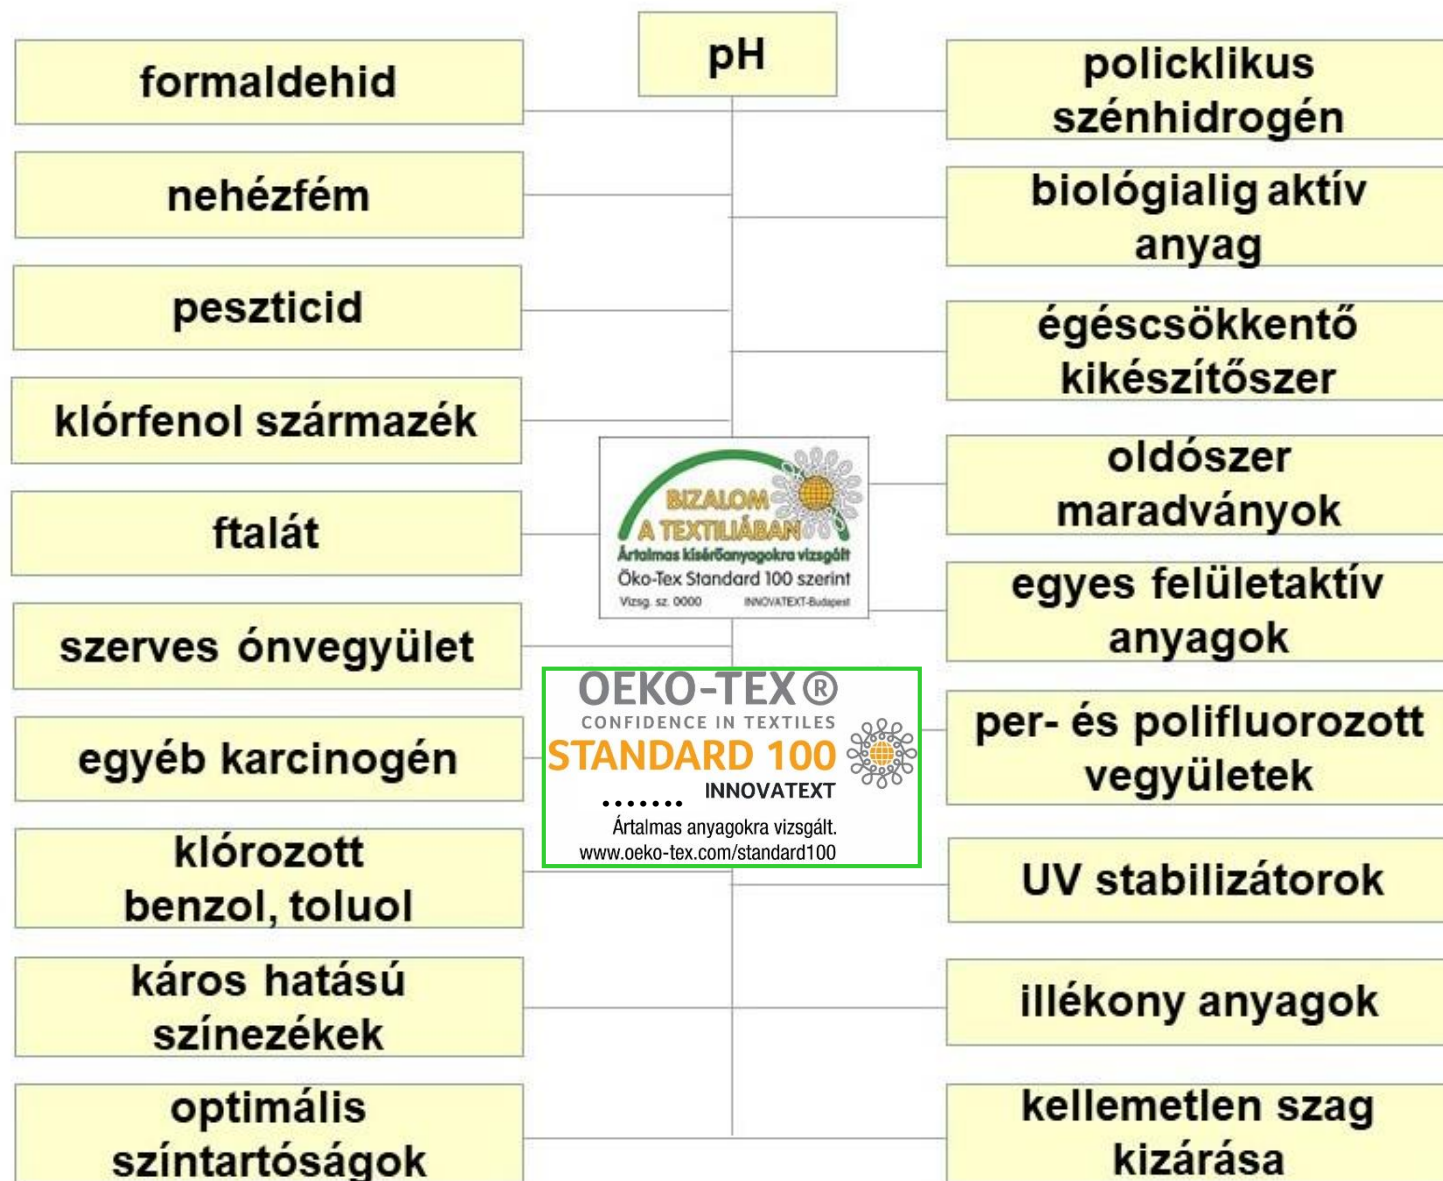 pH
formaldehid
nehézfém
peszticid
klórfenol származék
ftalát
szerves ónvegyület
egyéb karcinogén
klórozott
benzol, toluol
káros hatású
színezékek
optimális
színtartóságok
BIZALOM
A TEXTILIÁBAN
Ártalmas kísérőanyagokra vizsgált
Öko-Tex Standard 100 szerint
Vizsg. sz. 0000 INNOVATEXT-Budapest
OEKO-TEX®
CONFIDENCE IN TEXTILES
STANDARD 100
....... INNOVATEXT
Ártalmas anyagokra vizsgált.
www.oeko-tex.com/standard100
policklikus
szénhidrogén
biológialig aktív
anyag
égéscsökkentő
kikészítőszer
oldószer
maradványok
egyes felületaktív
anyagok
per- és polifluorozott
vegyületek
UV stabilizátorok
illékony anyagok
kellemetlen szag
kizárása